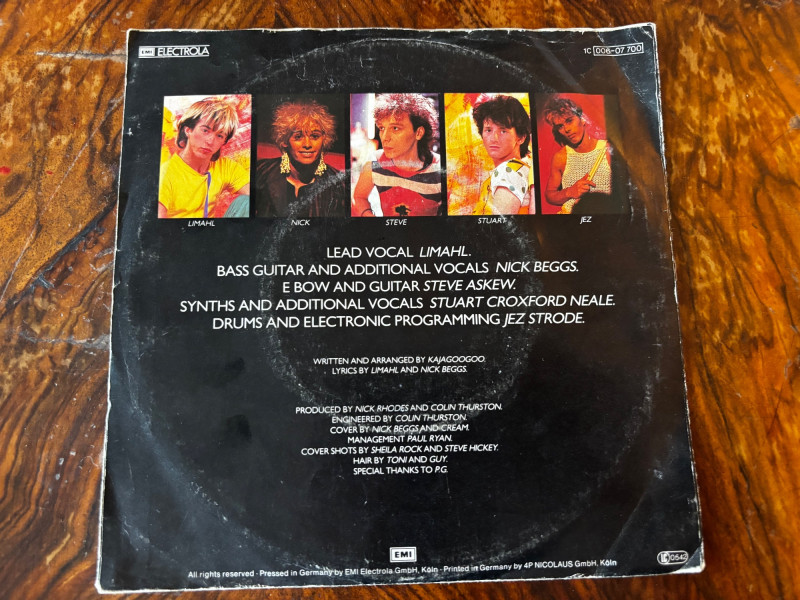 EMI ELECTROLA
1C 006-07 700
LIMAHL NICK STEVE STUART JEZ
LEAD VOCAL LIMAHL.
BASS GUITAR AND ADDITIONAL VOCALS NICK BEGGS.
E BOW AND GUITAR STEVE ASKEW.
SYNTHS AND ADDITIONAL VOCALS STUART CROXFORD NEALE.
DRUMS AND ELECTRONIC PROGRAMMING JEZ STRODE.
WRITTEN AND ARRANGED BY KAJAGOOGOO.
LYRICS BY LIMAHL AND NICK BEGGS.
PRODUCED BY NICK RHODES AND COLIN THURSTON.
ENGINEERED BY COLIN THURSTON.
COVER BY NICK BEGGS AND CREAM.
MANAGEMENT PAUL RYAN.
COVER SHOTS BY SHEILA ROCK AND STEVE HICKEY.
HAIR BY TONI AND GUY.
SPECIAL THANKS TO P.G.
EMI
LC 0542
All rights reserved · Pressed in Germany by EMI Electrola GmbH, Köln · Printed in Germany by 4P NICOLAUS GmbH, Köln